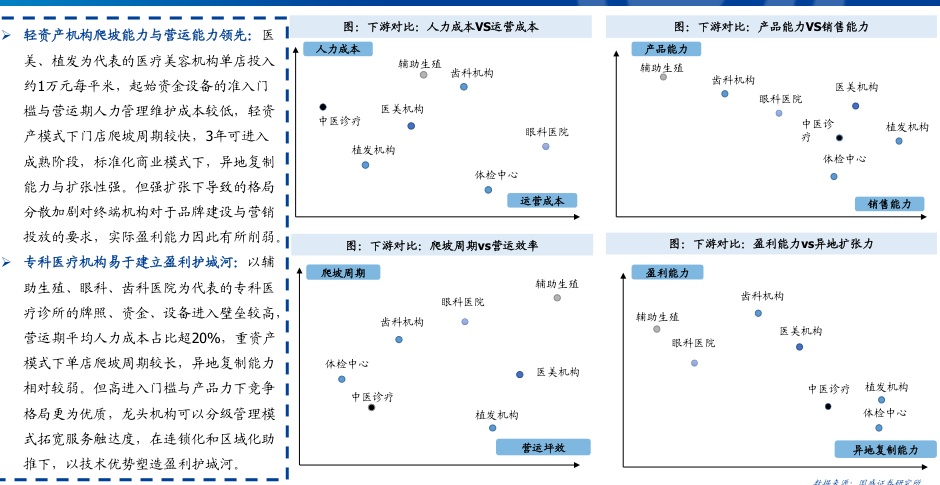 轻资产机构爬坡能力与营运能力领先：医
美、植发为代表的医疗美容机构单店投入
约1万元每平米，起始资金设备的准入门
槛与营运期人力管理维护成本较低，轻资
产模式下门店爬坡周期较快，3年可进入
成熟阶段，标准化商业模式下，异地复制
能力与扩张性强。但强扩张下导致的格局
分散加剧对终端机构对于品牌建设与营销
投放的要求，实际盈利能力因此有所削弱。
专科医疗机构易于建立盈利护城河：以辅
助生殖、眼科、齿科医院为代表的专科医
疗诊所的牌照、资金、设备进入壁垒较高，
营运期平均人力成本占比超20%，重资产
模式下单店爬坡周期较长，异地复制能力
相对较弱。但高进入门槛与产品力下竞争
格局更为优质，龙头机构可以分级管理模
式拓宽服务触达度，在连锁化和区域化助
推下，以技术优势塑造盈利护城河。
图：下游对比：人力成本VS运营成本
人力成本
辅助生殖
齿科机构
中医诊疗
医美机构
眼科医院
植发机构
体检中心
运营成本
图：下游对比：产品能力VS销售能力
产品能力
辅助生殖
齿科机构
医美机构
眼科医院
中医诊
疗
植发机构
体检中心
销售能力
图：下游对比：爬坡周期vs营运效率
爬坡周期
辅助生殖
眼科医院
齿科机构
体检中心
医美机构
中医诊疗
植发机构
营运坪效
图：下游对比：盈利能力vs异地扩张力
盈利能力
齿科机构
辅助生殖
医美机构
眼科医院
中医诊疗
植发机构
体检中心
异地复制能力
数据来源：国盛证券研究所